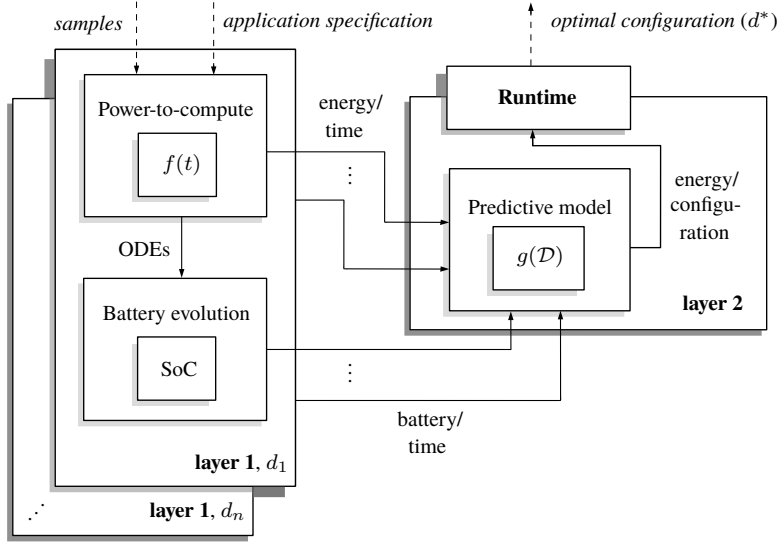 samples
application specification
optimal configuration (d*)
Power-to-compute
f(t)
energy/
time
⋮
Runtime
ODEs
Predictive model
g(𝒟)
energy/
configu-
ration
Battery evolution
SoC
⋮
layer 2
battery/
time
layer 1, d₁
⋰
layer 1, dₙ